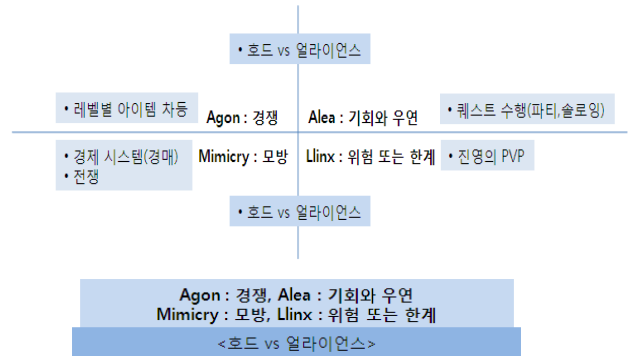 • 호드 vs 얼라이언스
• 레벨별 아이템 차등
Agon : 경쟁
Alea : 기회와 우연
• 퀘스트 수행(파티,솔로잉)
• 경제 시스템(경매)
• 전쟁
Mimicry : 모방
Llinx : 위험 또는 한계
• 진영의 PVP
• 호드 vs 얼라이언스
Agon : 경쟁, Alea : 기회와 우연
Mimicry : 모방, Llinx : 위험 또는 한계
<호드 vs 얼라이언스>